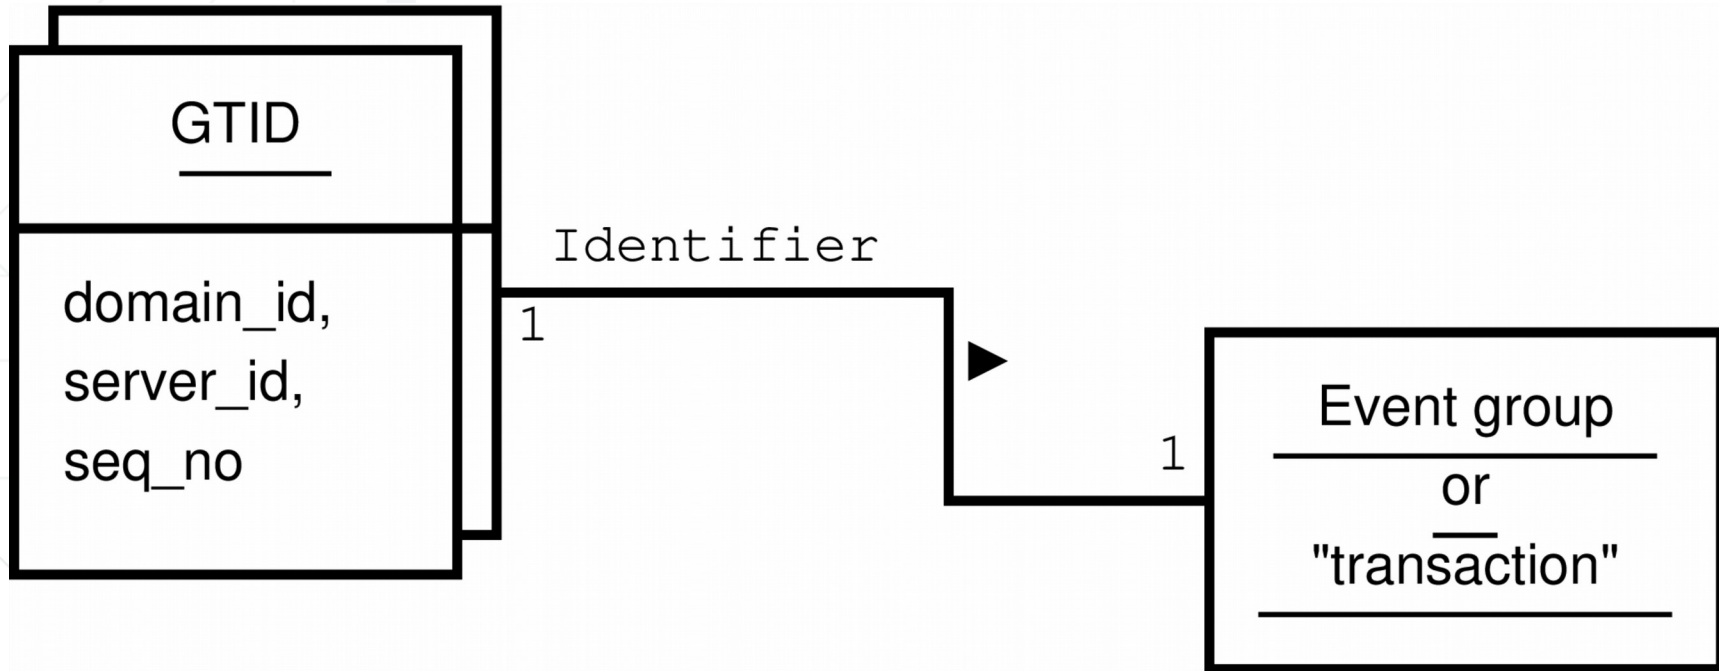 GTID
domain_id,
server_id,
seq_no
Identifier
1
1
Event group
or
"transaction"